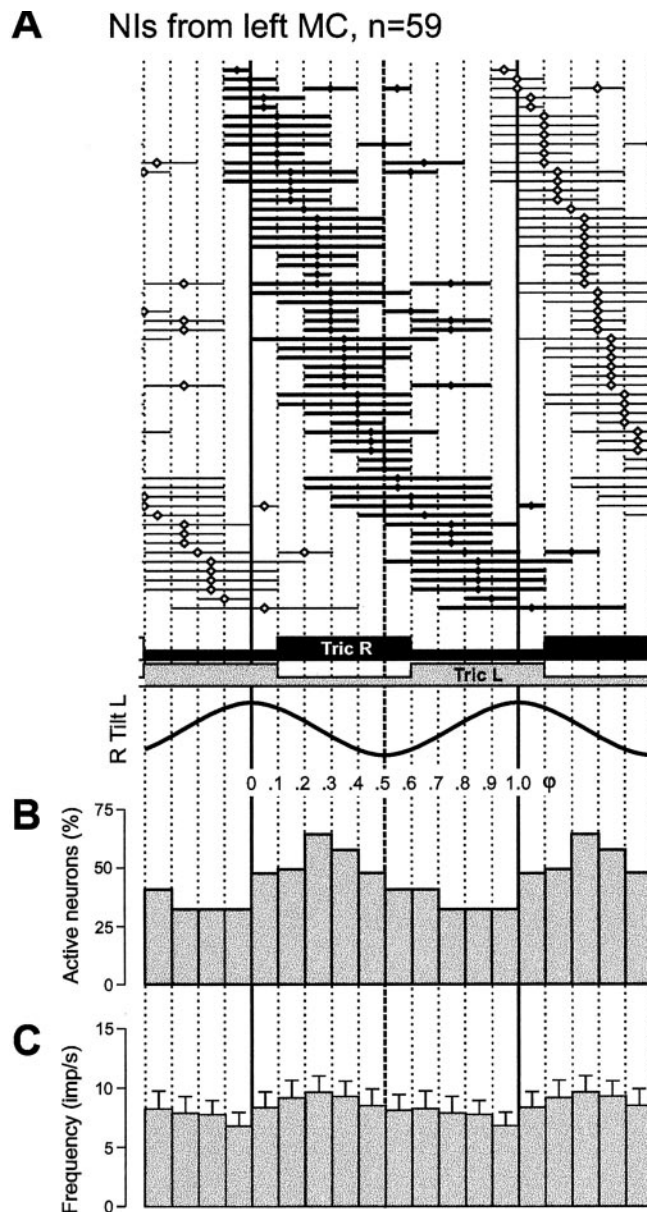 A NIs from left MC, n=59
Tric R
Tric L
R Tilt L
0 .1 .2 .3 .4 .5 .6 .7 .8 .9 1.0 φ
B
Active neurons (%)
75
50
25
0
C
Frequency (imp/s)
15
10
5
0